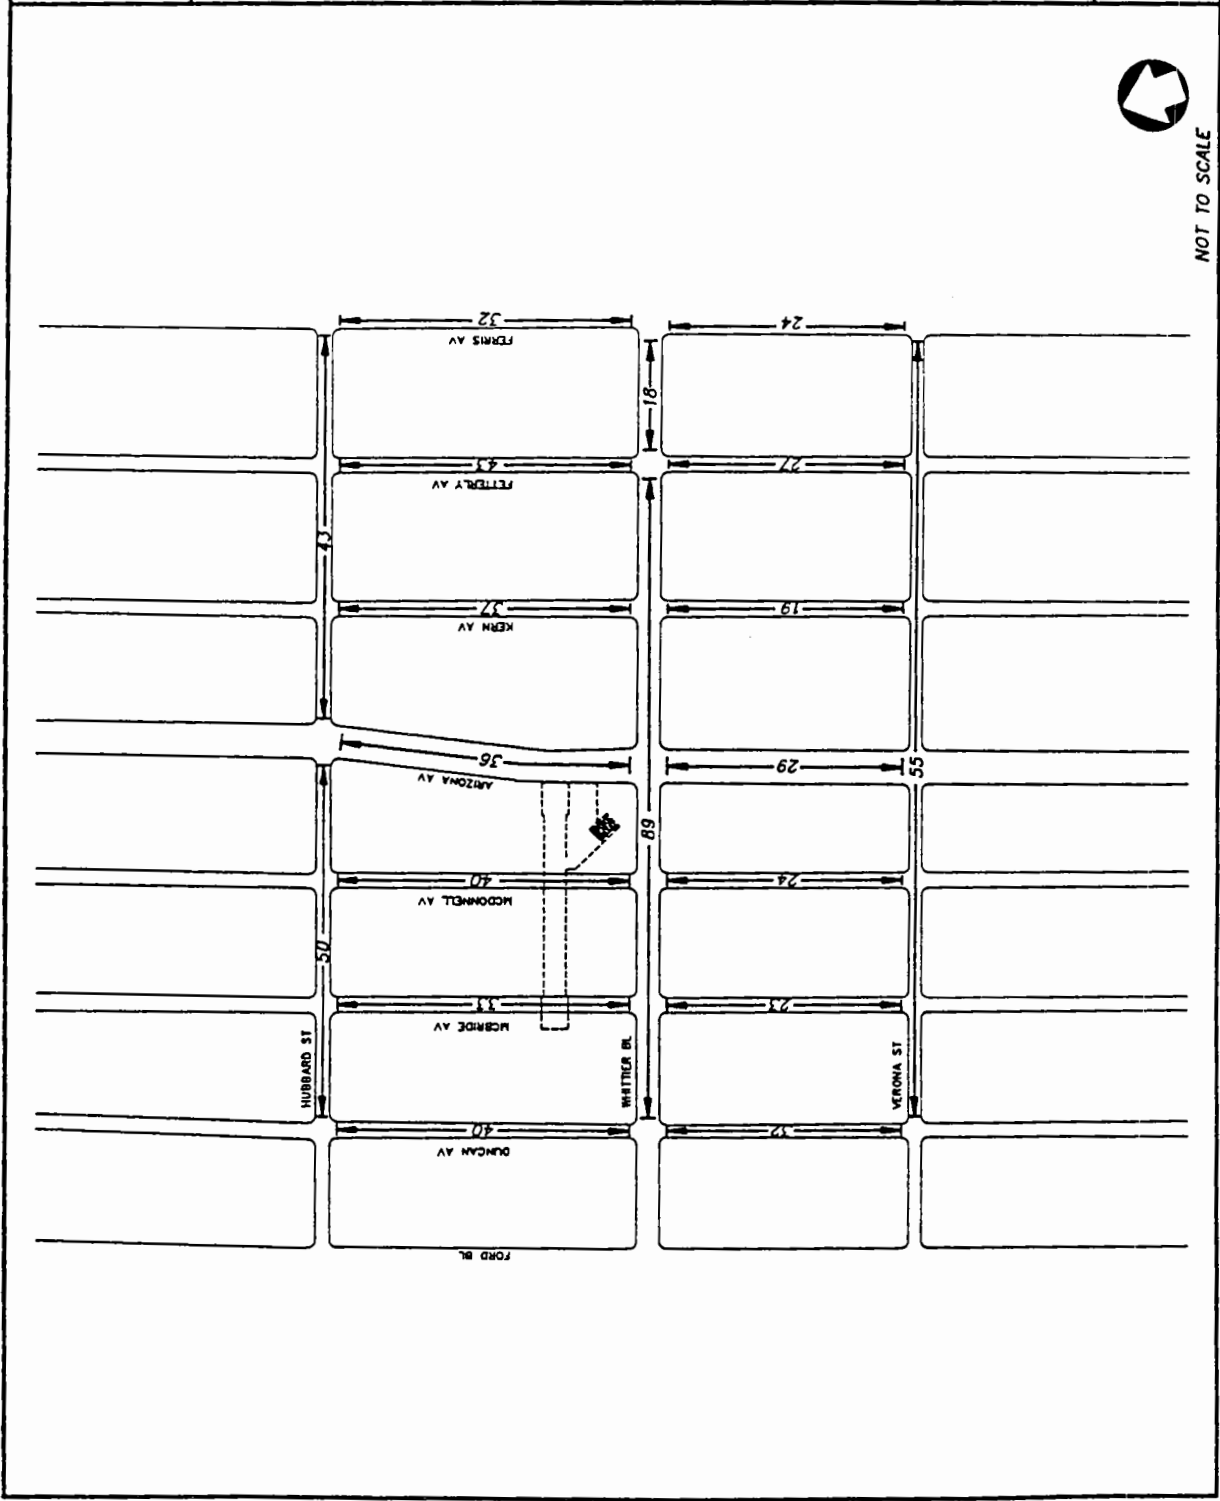 NOT TO SCALE
32
24
FERRIS AV
18
43
27
FETTERLY AV
43
37
19
KERN AV
36
29
55
ARIZONA AV
89
40
24
MCDONNELL AV
50
33
23
MCBRIDE AV
HUBBARD ST
WHITTIER BL
VERONA ST
40
32
DUNCAN AV
FORD BL